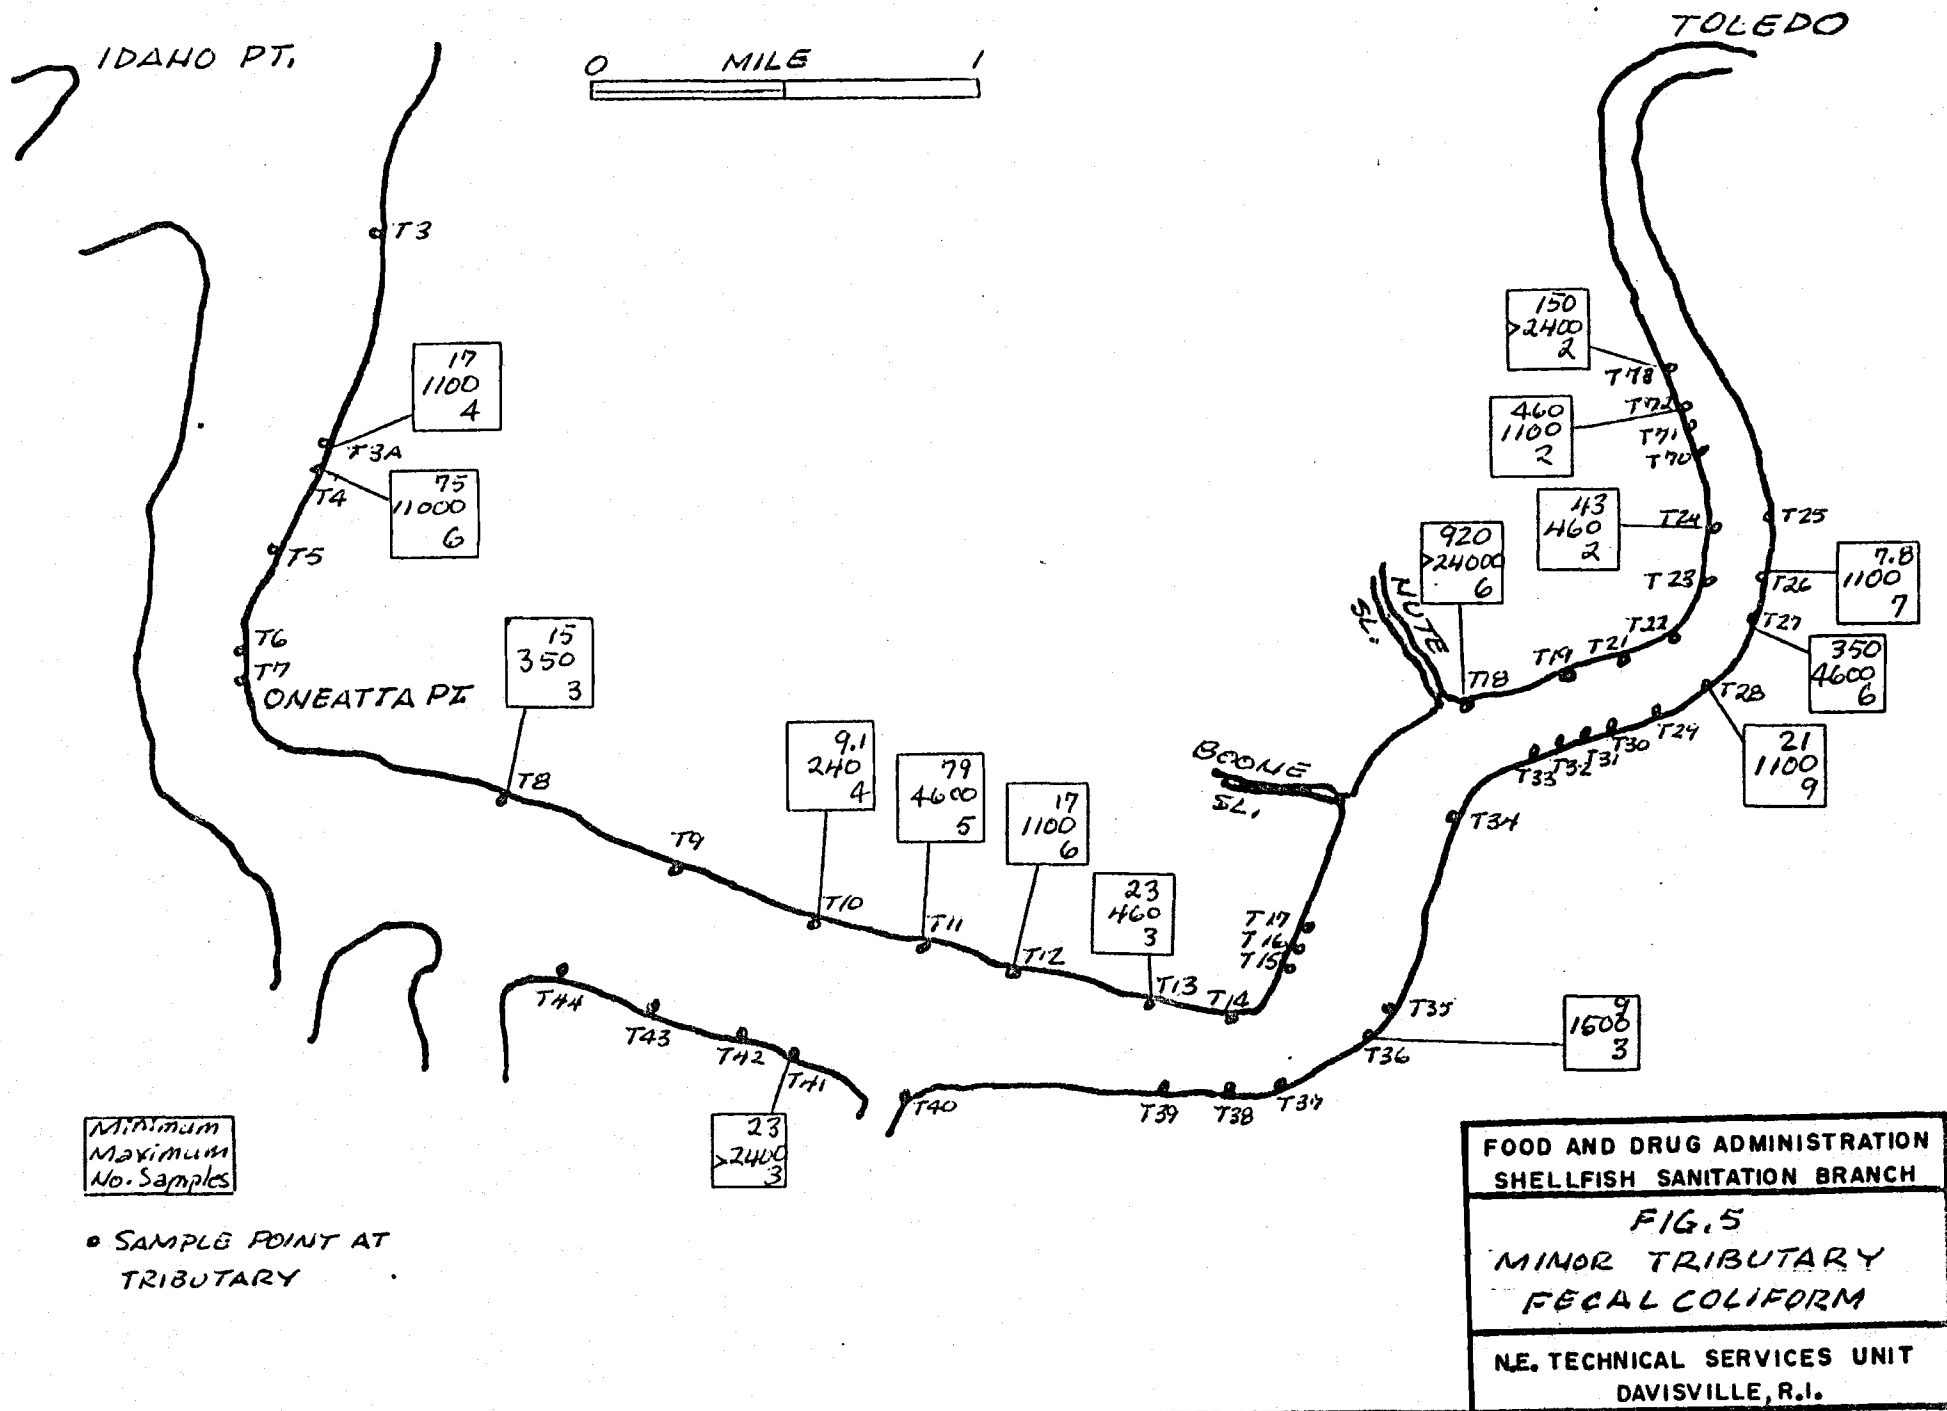 TOLEDO
IDAHO PT.
0 MILE 1
T3
150
>2400
2
T78
17
1100
4
T3A
460
1100
2
T72
T71
T70
75
11000
6
T4
43
460
2
T24
T25
T5
920
>24000
6
T23
7.8
1100
7
T26
NUTE
SL.
T6
T7
ONEATTA PT.
15
350
3
T22
T21
T19
T18
T27
350
4600
6
T28
T29
T30
T31
T32
T33
21
1100
9
BOONE
SL.
T8
9.1
240
4
79
4600
5
17
1100
6
T34
T9
23
460
3
T10
T11
T12
T13
T14
T17
T16
T15
T44
T43
T42
T41
T35
9
1600
3
T36
T40
T39
T38
T37
23
>2400
3
Minimum
Maximum
No. Samples
SAMPLE POINT AT
TRIBUTARY
FOOD AND DRUG ADMINISTRATION
SHELLFISH SANITATION BRANCH
FIG. 5
MINOR TRIBUTARY
FECAL COLIFORM
N.E. TECHNICAL SERVICES UNIT
DAVISVILLE, R.I.